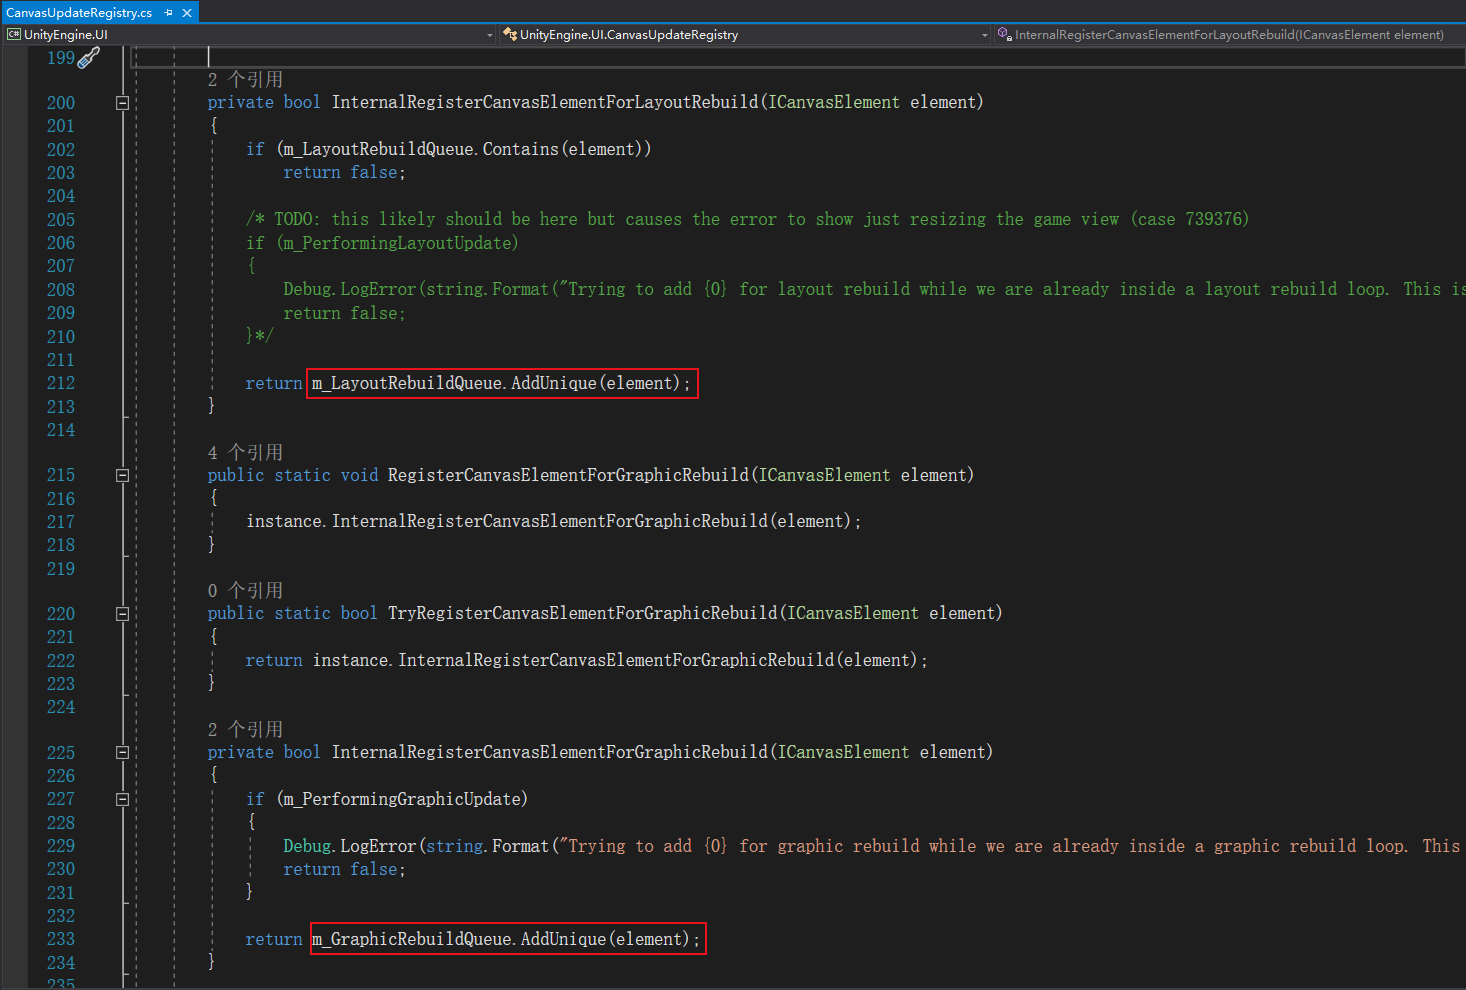 CanvasUpdateRegistry.cs
UnityEngine.UI
UnityEngine.UI.CanvasUpdateRegistry
InternalRegisterCanvasElementForLayoutRebuild(ICanvasElement element)
199
2 个引用
200 private bool InternalRegisterCanvasElementForLayoutRebuild(ICanvasElement element)
201 {
202 if (m_LayoutRebuildQueue.Contains(element))
203 return false;
204
205 /* TODO: this likely should be here but causes the error to show just resizing the game view (case 739376)
206 if (m_PerformingLayoutUpdate)
207 {
208 Debug.LogError(string.Format("Trying to add {0} for layout rebuild while we are already inside a layout rebuild loop. This is
209 return false;
210 }*/
211
212 return m_LayoutRebuildQueue.AddUnique(element);
213 }
214
4 个引用
215 public static void RegisterCanvasElementForGraphicRebuild(ICanvasElement element)
216 {
217 instance.InternalRegisterCanvasElementForGraphicRebuild(element);
218 }
219
0 个引用
220 public static bool TryRegisterCanvasElementForGraphicRebuild(ICanvasElement element)
221 {
222 return instance.InternalRegisterCanvasElementForGraphicRebuild(element);
223 }
224
2 个引用
225 private bool InternalRegisterCanvasElementForGraphicRebuild(ICanvasElement element)
226 {
227 if (m_PerformingGraphicUpdate)
228 {
229 Debug.LogError(string.Format("Trying to add {0} for graphic rebuild while we are already inside a graphic rebuild loop. This
230 return false;
231 }
232
233 return m_GraphicRebuildQueue.AddUnique(element);
234 }
235